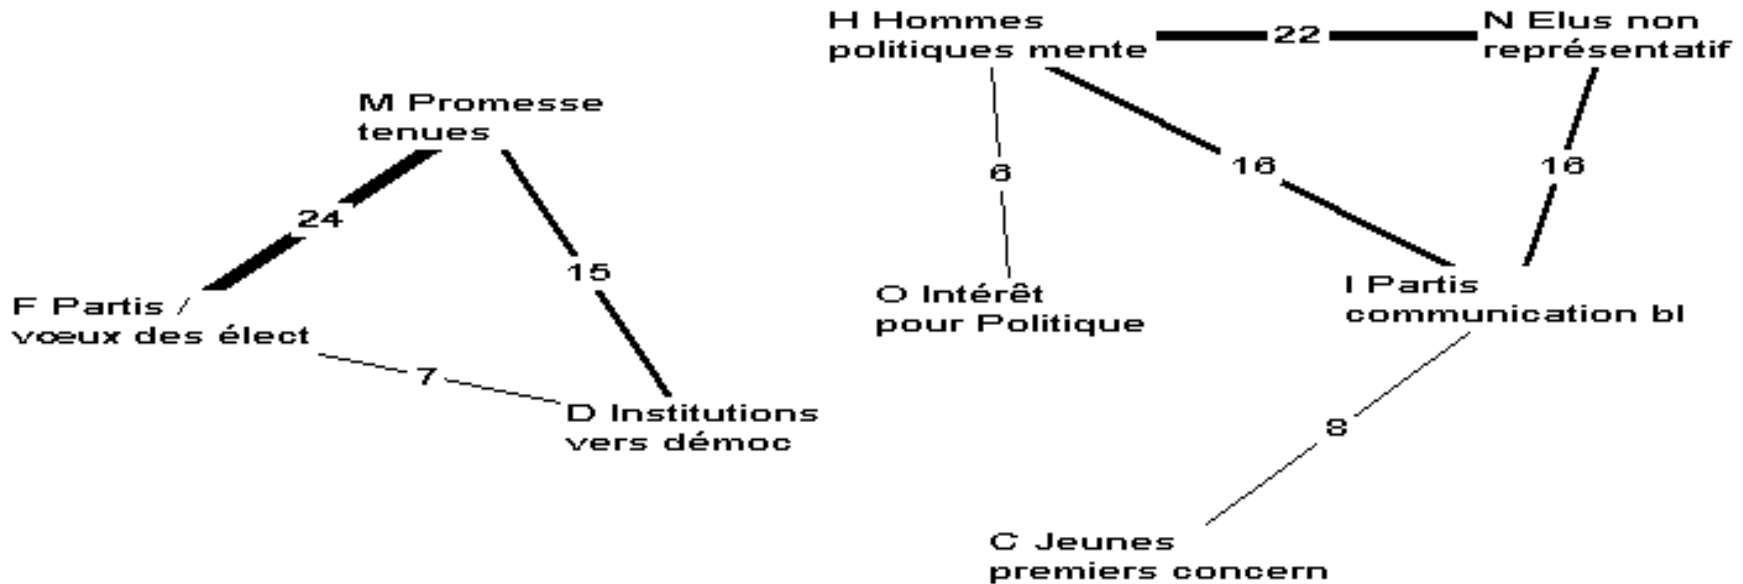 H Hommes
politiques mente
22
N Elus non
représentatif
M Promesse
tenues
24
15
6
16
16
F Partis /
vœux des élect
7
D Institutions
vers démoc
O Intérêt
pour Politique
I Partis
communication bl
8
C Jeunes
premiers concern